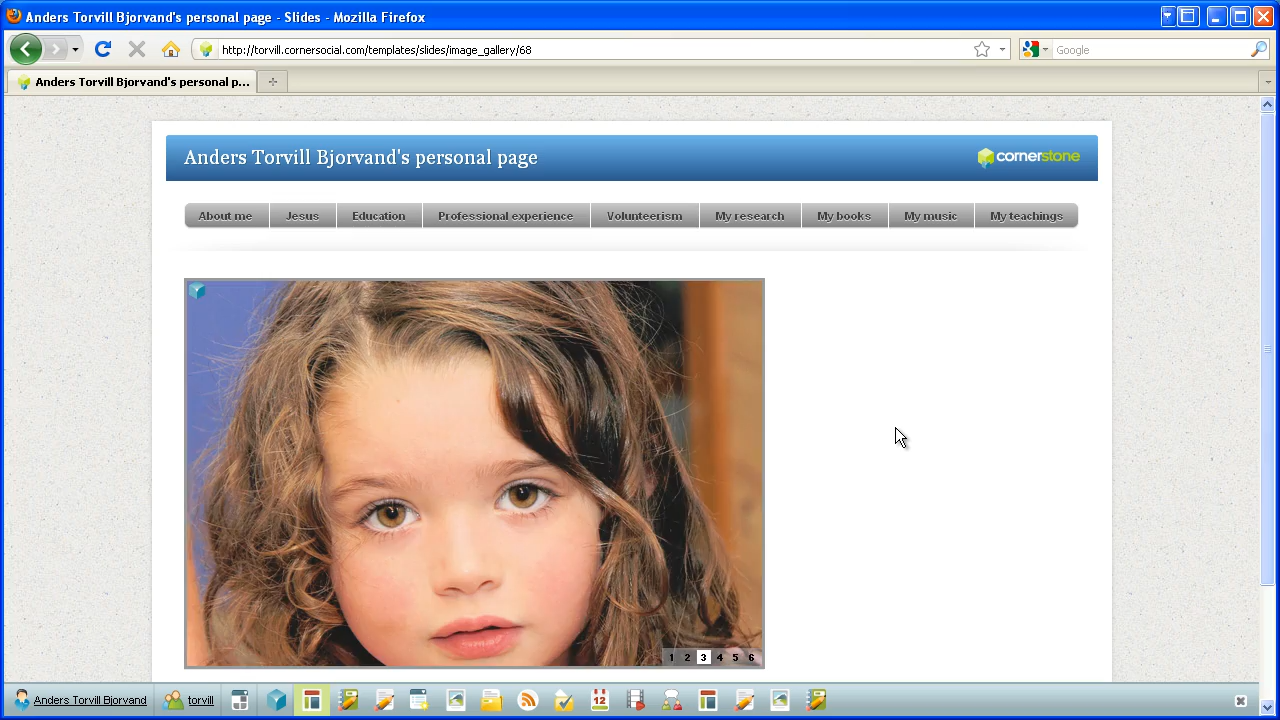 Anders Torvill Bjorvand's personal page - Slides - Mozilla Firefox
http://torvill.cornersocial.com/templates/slides/image_gallery/68
Google
Anders Torvill Bjorvand's personal p...
Anders Torvill Bjorvand's personal page
cornerstone
About me Jesus Education Professional experience Volunteerism My research My books My music My teachings
1 2 3 4 5 6
Anders Torvill Bjorvand torvill 12